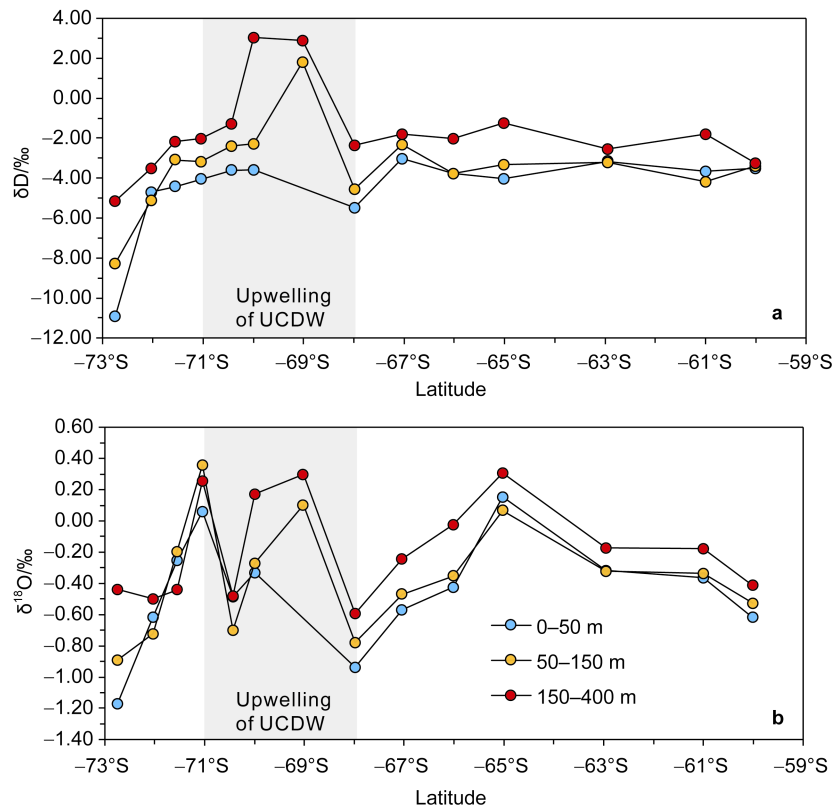 4.00
2.00
0.00
−2.00
−4.00
−6.00
−8.00
−10.00
−12.00
δD/‰
Upwelling
of UCDW
a
−73°S −71°S −69°S −67°S −65°S −63°S −61°S −59°S
Latitude
0.60
0.40
0.20
0.00
−0.20
−0.40
−0.60
−0.80
−1.00
−1.20
−1.40
δ¹⁸O/‰
0–50 m
50–150 m
150–400 m
Upwelling
of UCDW
b
−73°S −71°S −69°S −67°S −65°S −63°S −61°S −59°S
Latitude